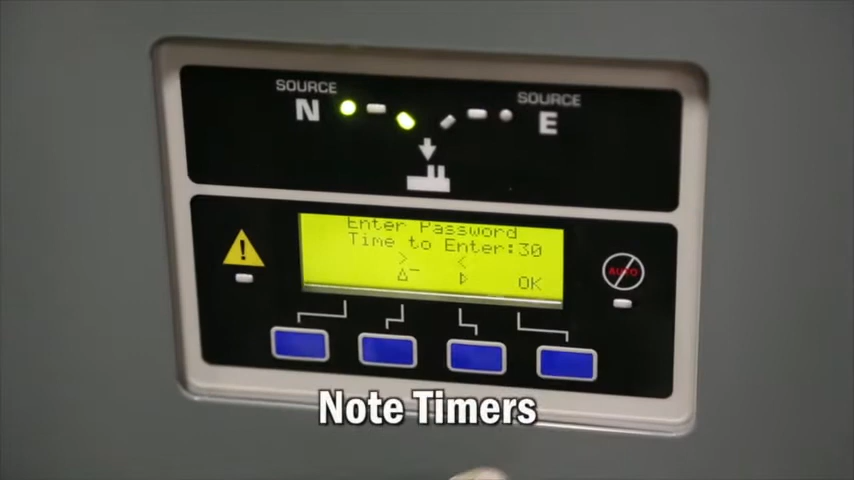 SOURCE
N
SOURCE
E
Enter Password
Time to Enter:30
> <
OK
AUTO
Note Timers